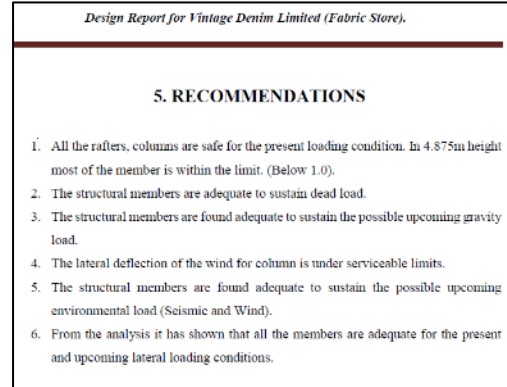 Design Report for Vintage Denim Limited (Fabric Store).
5. RECOMMENDATIONS
1. All the rafters, columns are safe for the present loading condition. In 4.875m height
most of the member is within the limit. (Below 1.0).
2. The structural members are adequate to sustain dead load.
3. The structural members are found adequate to sustain the possible upcoming gravity
load.
4. The lateral deflection of the wind for column is under serviceable limits.
5. The structural members are found adequate to sustain the possible upcoming
environmental load (Seismic and Wind).
6. From the analysis it has shown that all the members are adequate for the present
and upcoming lateral loading conditions.